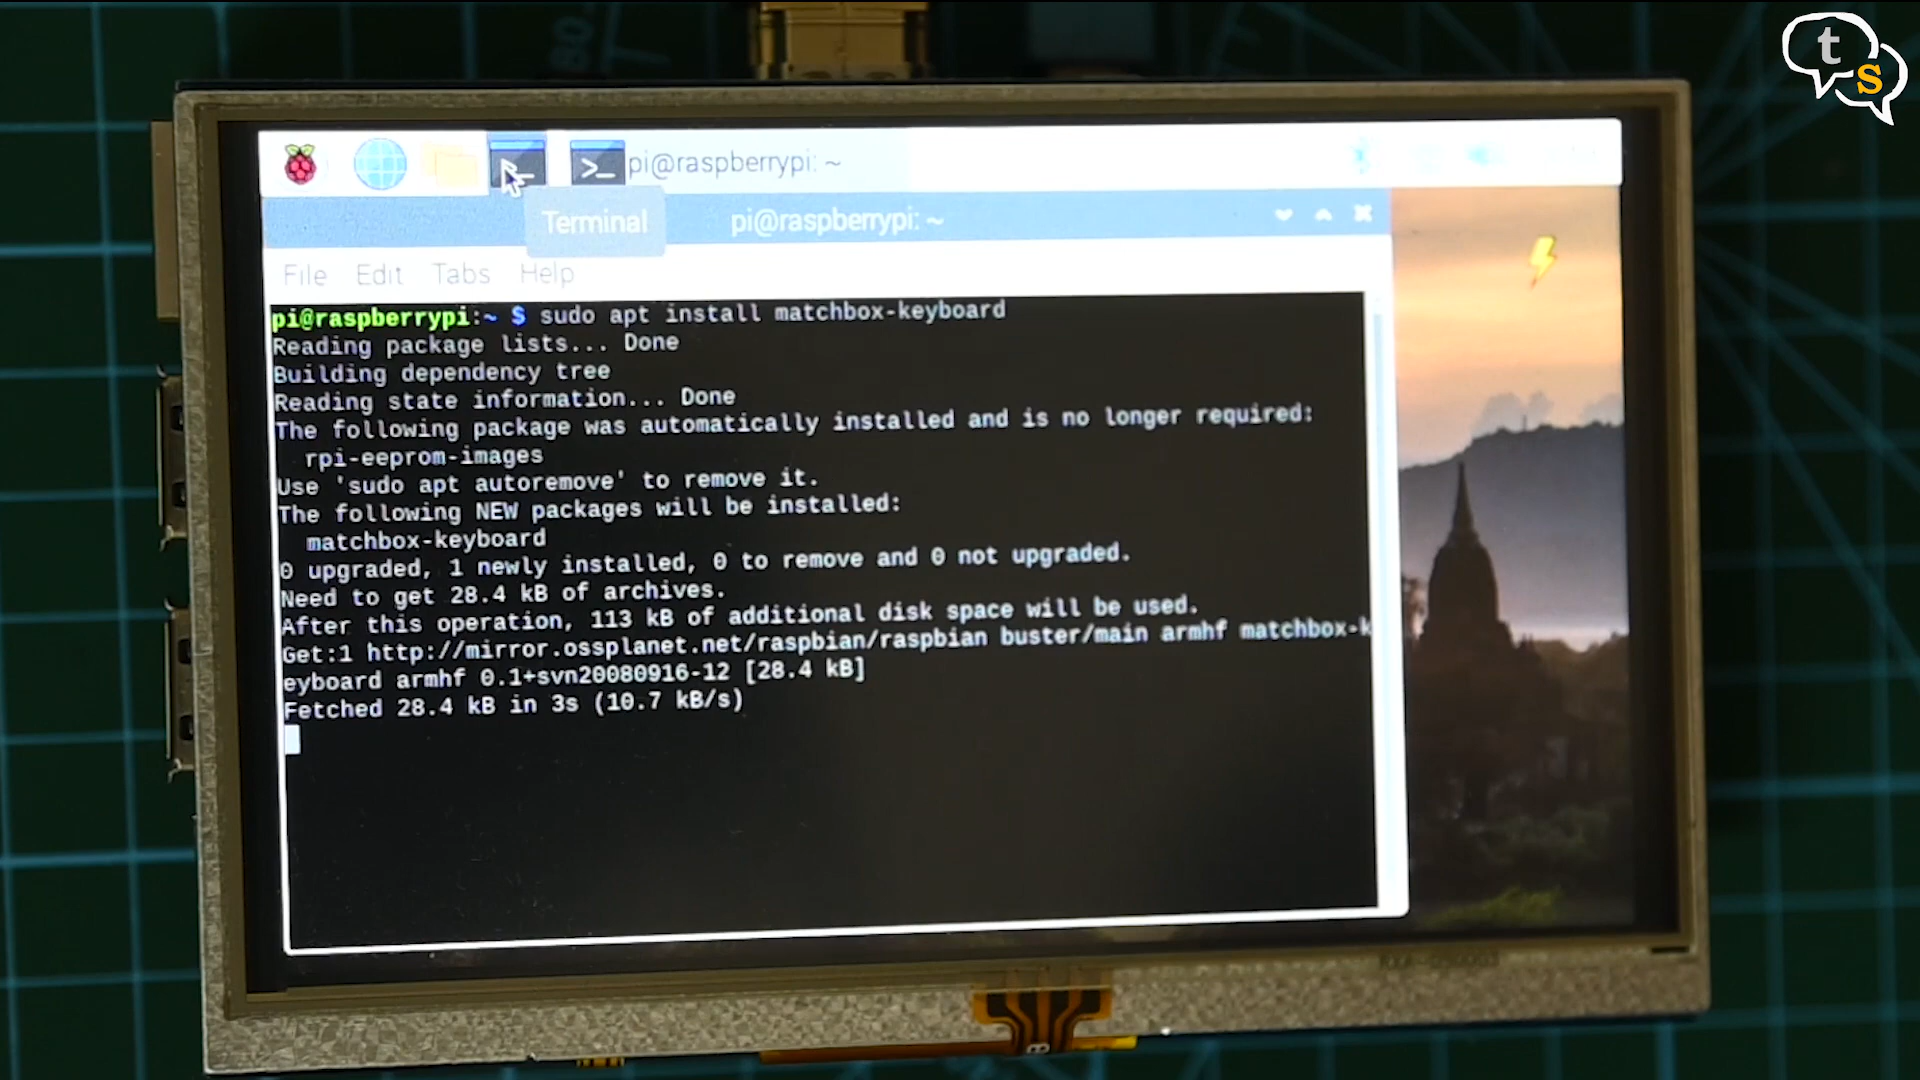 ts
pi@raspberrypi: ~
Terminal
pi@raspberrypi: ~
File Edit Tabs Help
pi@raspberrypi:~ $ sudo apt install matchbox-keyboard
Reading package lists... Done
Building dependency tree
Reading state information... Done
The following package was automatically installed and is no longer required:
rpi-eeprom-images
Use 'sudo apt autoremove' to remove it.
The following NEW packages will be installed:
matchbox-keyboard
0 upgraded, 1 newly installed, 0 to remove and 0 not upgraded.
Need to get 28.4 kB of archives.
After this operation, 113 kB of additional disk space will be used.
Get:1 http://mirror.ossplanet.net/raspbian/raspbian buster/main armhf matchbox-k
eyboard armhf 0.1+svn20080916-12 [28.4 kB]
Fetched 28.4 kB in 3s (10.7 kB/s)